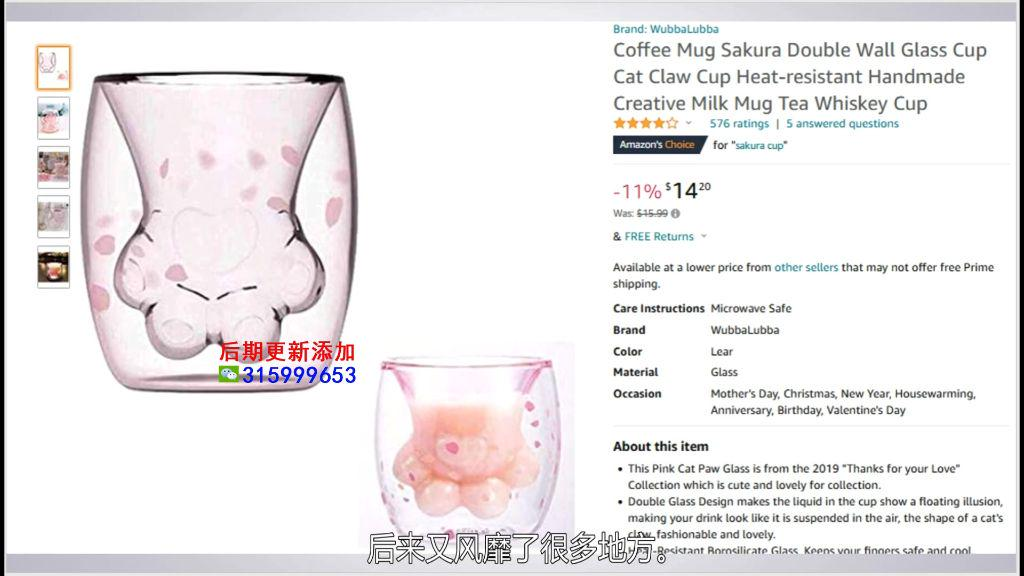 Brand: WubbaLubba
Coffee Mug Sakura Double Wall Glass Cup
Cat Claw Cup Heat-resistant Handmade
Creative Milk Mug Tea Whiskey Cup
576 ratings | 5 answered questions
Amazon's Choice for "sakura cup"
-11% $14 20
Was: $15.99
& FREE Returns
Available at a lower price from other sellers that may not offer free Prime
shipping.
Care Instructions Microwave Safe
Brand WubbaLubba
Color Lear
Material Glass
Occasion Mother's Day, Christmas, New Year, Housewarming,
Anniversary, Birthday, Valentine's Day
About this item
• This Pink Cat Paw Glass is from the 2019 "Thanks for your Love"
Collection which is cute and lovely for collection.
• Double Glass Design makes the liquid in the cup show a floating illusion,
making your drink look like it is suspended in the air, the shape of a cat's
claw, fashionable and lovely.
-Resistant Borosilicate Glass, Keeps your fingers safe and cool
后期更新添加
315999653
后来又风靡了很多地方。